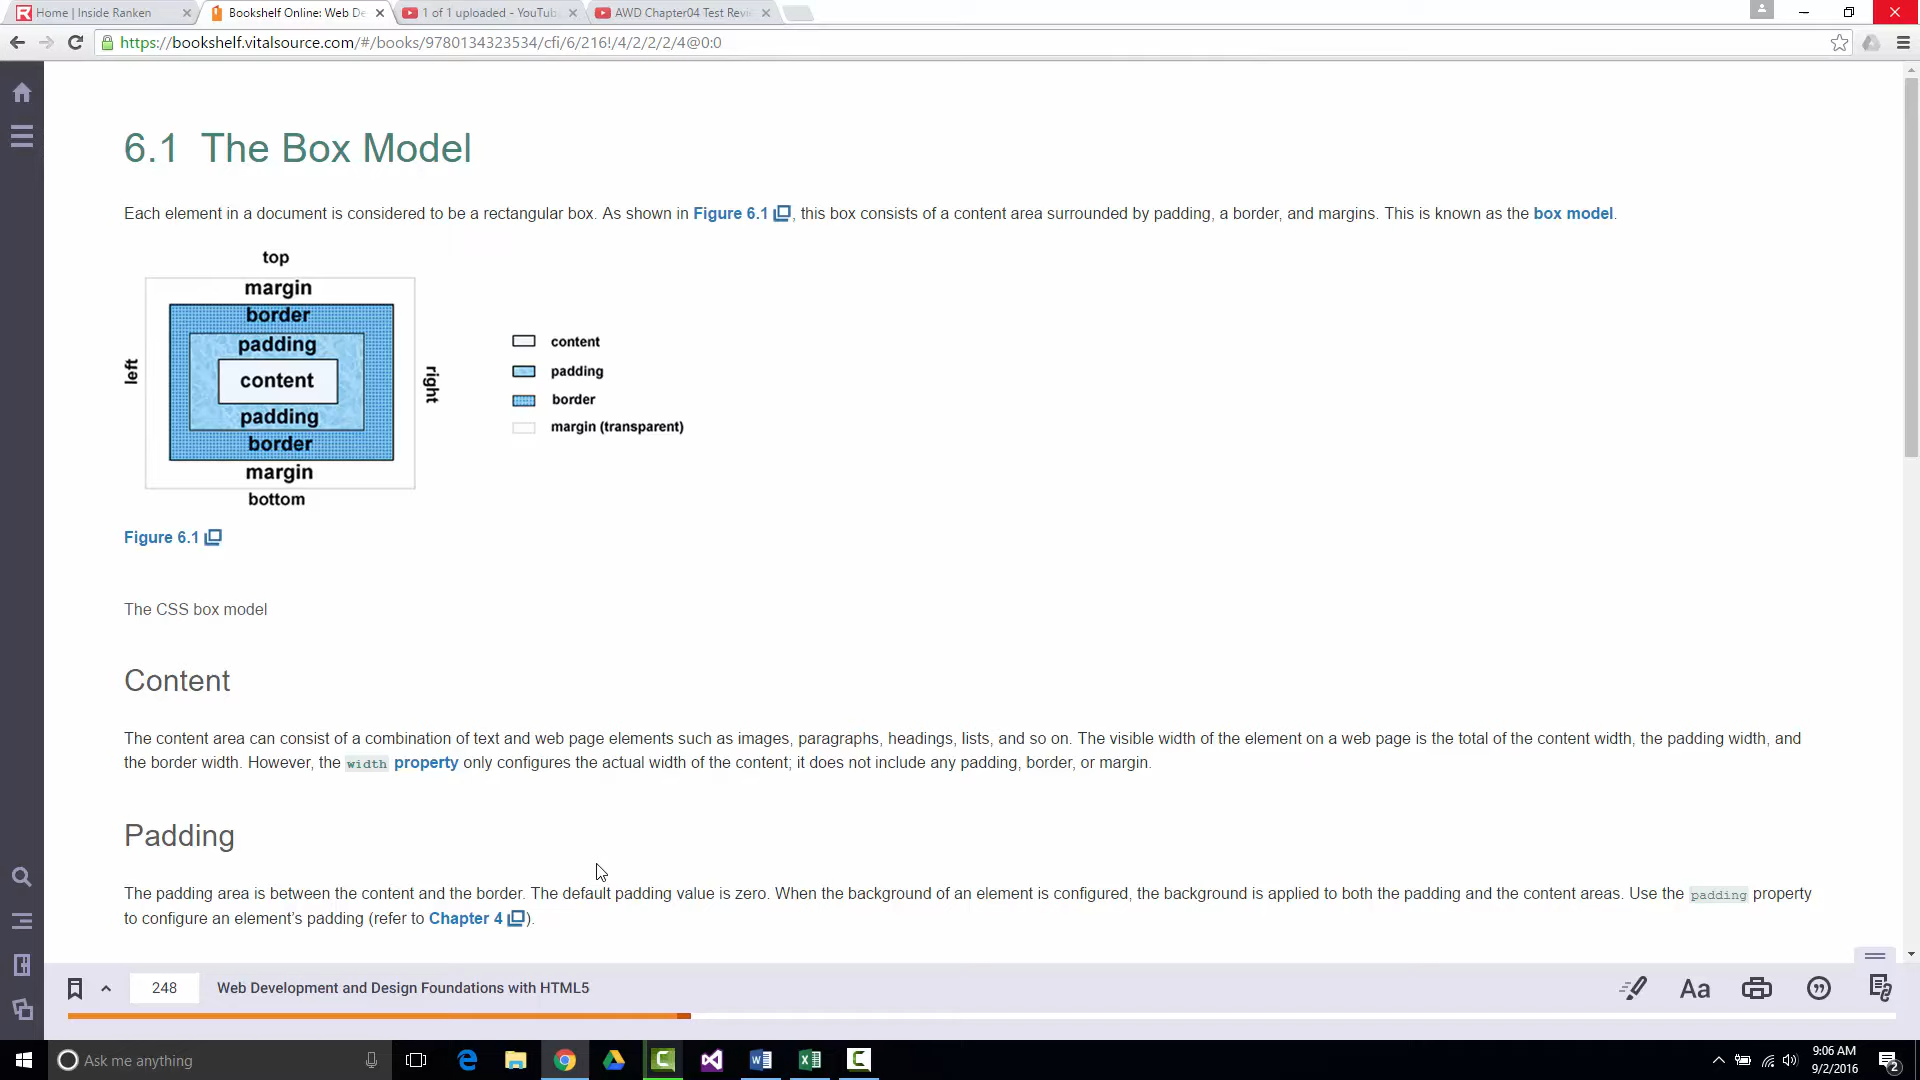 Home | Inside Ranken
Bookshelf Online: Web De
1 of 1 uploaded - YouTub
AWD Chapter04 Test Revi
https://bookshelf.vitalsource.com/#/books/9780134323534/cfi/6/216!/4/2/2/2/4@0:0
6.1 The Box Model
Each element in a document is considered to be a rectangular box. As shown in Figure 6.1 , this box consists of a content area surrounded by padding, a border, and margins. This is known as the box model.
top
margin
border
padding
content
padding
border
margin
bottom
left
right
content
padding
border
margin (transparent)
Figure 6.1
The CSS box model
Content
The content area can consist of a combination of text and web page elements such as images, paragraphs, headings, lists, and so on. The visible width of the element on a web page is the total of the content width, the padding width, and
the border width. However, the width property only configures the actual width of the content; it does not include any padding, border, or margin.
Padding
The padding area is between the content and the border. The default padding value is zero. When the background of an element is configured, the background is applied to both the padding and the content areas. Use the padding property
to configure an element's padding (refer to Chapter 4 ).
248
Web Development and Design Foundations with HTML5
Aa
Ask me anything
9:06 AM
9/2/2016
2